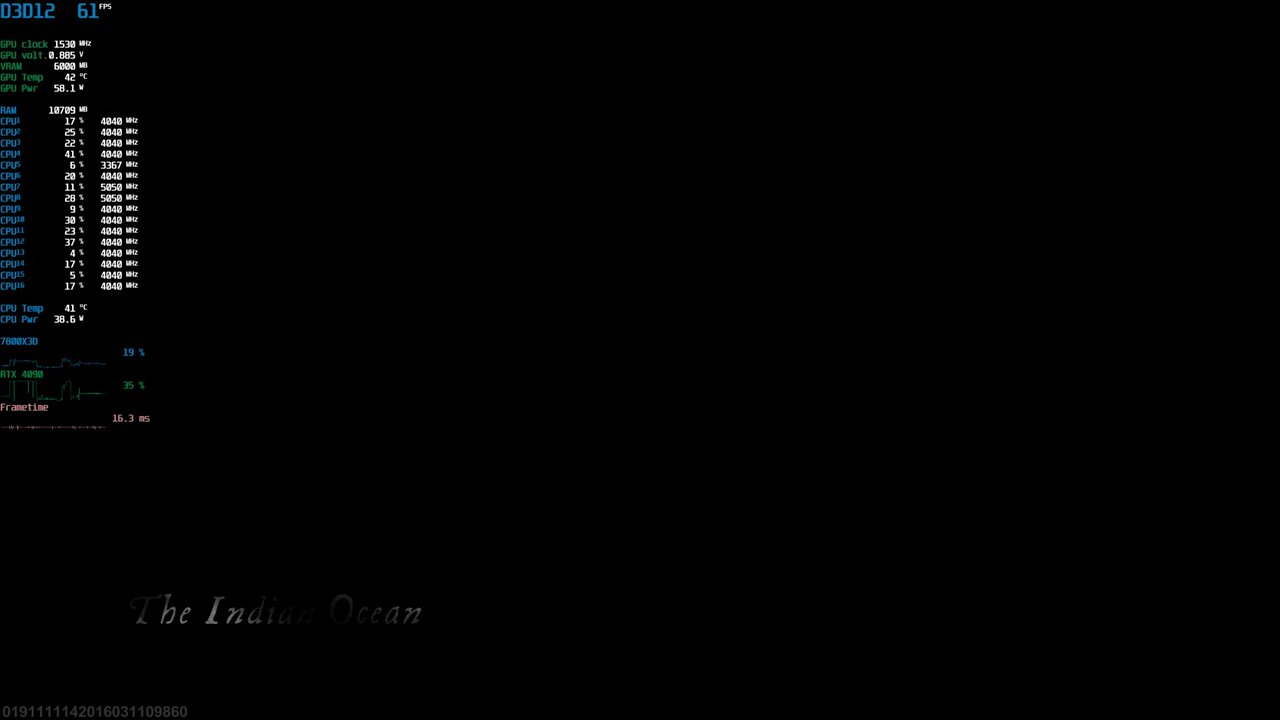 D3D12 61 FPS
GPU clock 1530 MHz
GPU volt. 0.885 V
VRAM 6000 MB
GPU Temp 42 °C
GPU Pwr 58.1 W
RAM 10709 MB
CPU1 17 % 4040 MHz
CPU2 25 % 4040 MHz
CPU3 22 % 4040 MHz
CPU4 41 % 4040 MHz
CPU5 6 % 3367 MHz
CPU6 20 % 4040 MHz
CPU7 11 % 5050 MHz
CPU8 28 % 5050 MHz
CPU9 9 % 4040 MHz
CPU10 30 % 4040 MHz
CPU11 23 % 4040 MHz
CPU12 37 % 4040 MHz
CPU13 4 % 4040 MHz
CPU14 17 % 4040 MHz
CPU15 5 % 4040 MHz
CPU16 17 % 4040 MHz
CPU Temp 41 °C
CPU Pwr 38.6 W
7800X3D
19 %
RTX 4090
35 %
Frametime
16.3 ms
The Indian Ocean
01911111142016031109860